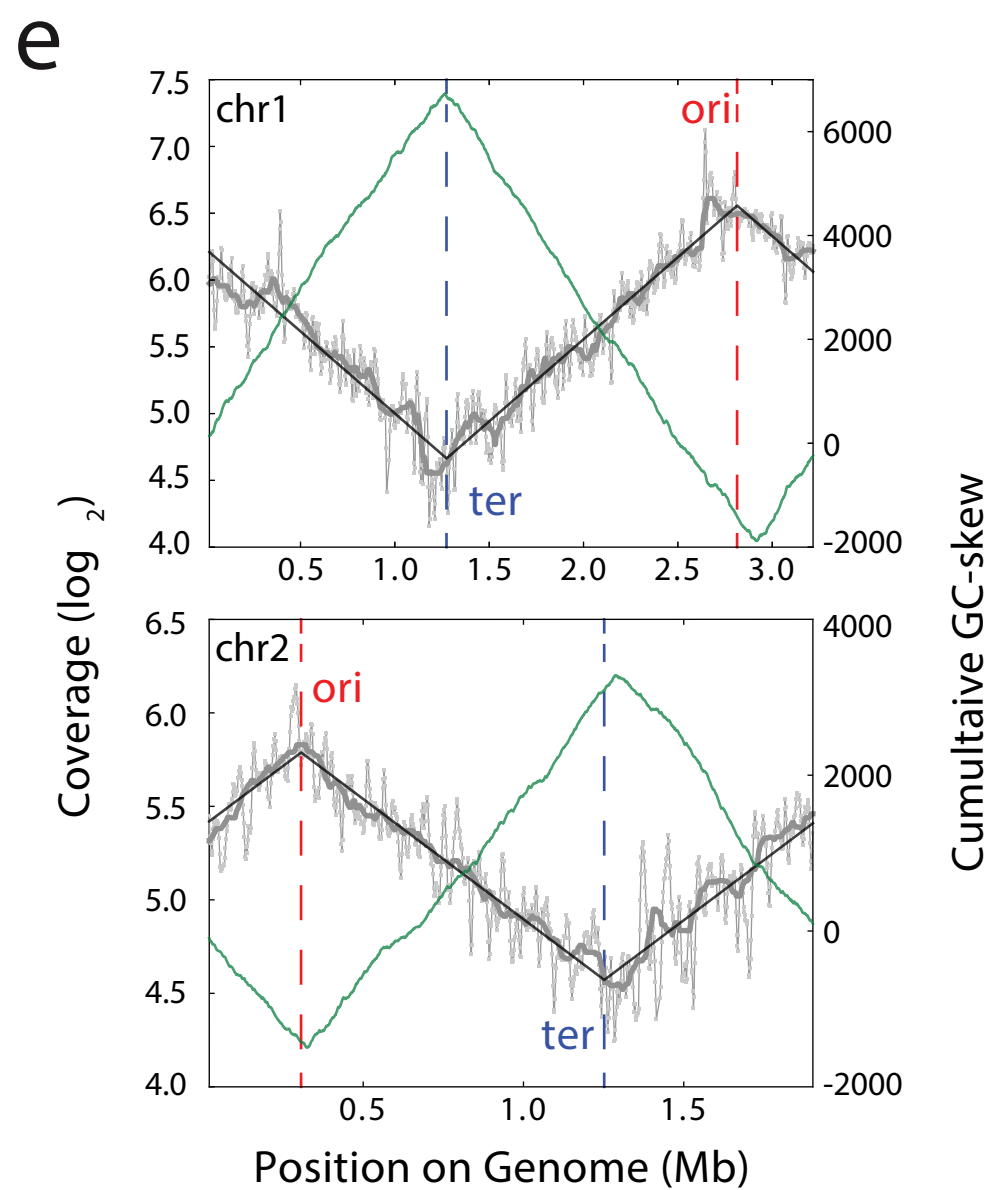 e
chr1
ori
ter
7.5
7.0
6.5
6.0
5.5
5.0
4.5
4.0
6000
4000
2000
0
-2000
0.5 1.0 1.5 2.0 2.5 3.0
chr2
ori
ter
6.5
6.0
5.5
5.0
4.5
4.0
4000
2000
0
-2000
0.5 1.0 1.5
Coverage (log 2)
Cumultaive GC-skew
Position on Genome (Mb)